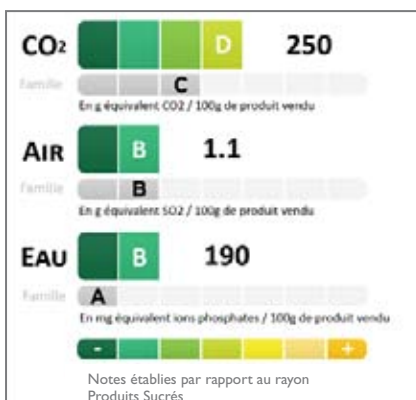 CO2 D 250
Famille C
En g équivalent CO2 / 100g de produit vendu
AIR B 1.1
Famille B
En g équivalent SO2 / 100g de produit vendu
EAU B 190
Famille A
En mg équivalent ions phosphates / 100g de produit vendu
- +
Notes établies par rapport au rayon
Produits Sucrés